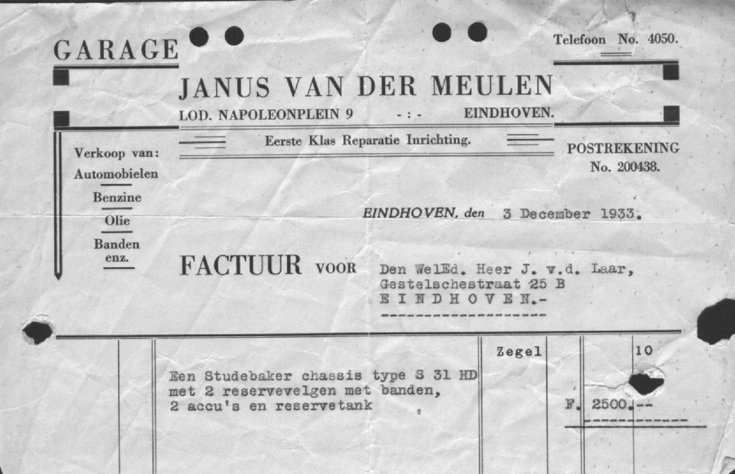 GARAGE
Telefoon No. 4050.
JANUS VAN DER MEULEN
LOD. NAPOLEONPLEIN 9 -:- EINDHOVEN.
Eerste Klas Reparatie Inrichting.
POSTREKENING
No. 200438.
Verkoop van:
Automobielen
Benzine
Olie
Banden
enz.
EINDHOVEN, den 3 December 1933.
FACTUUR VOOR
Den WelEd. Heer J. v.d. Laar,
Gestelschestraat 25 B
EINDHOVEN.-
Zegel 10
Een Studebaker chassis type S 31 HD
met 2 reservevelgen met banden,
2 accu's en reservetank F. 2500.--